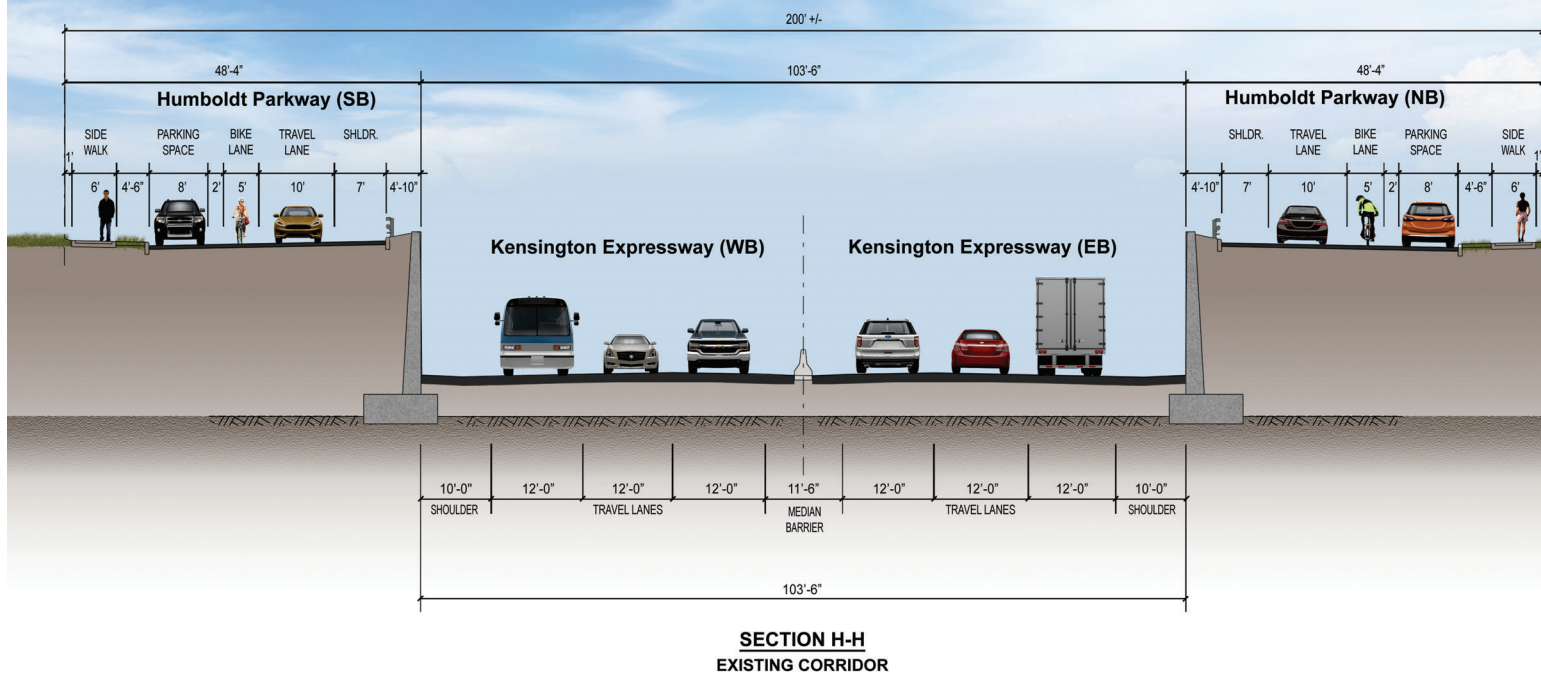 200' +/-
48'-4" 103'-6" 48'-4"
Humboldt Parkway (SB) Humboldt Parkway (NB)
SIDE WALK PARKING SPACE BIKE LANE TRAVEL LANE SHLDR. SHLDR. TRAVEL LANE BIKE LANE PARKING SPACE SIDE WALK
1' 6' 4'-6" 8' 2' 5' 10' 7' 4'-10" 4'-10" 7' 10' 5' 2' 8' 4'-6" 6' 1'
Kensington Expressway (WB) Kensington Expressway (EB)
10'-0" 12'-0" 12'-0" 12'-0" 11'-6" 12'-0" 12'-0" 12'-0" 10'-0"
SHOULDER TRAVEL LANES MEDIAN BARRIER TRAVEL LANES SHOULDER
103'-6"
SECTION H-H
EXISTING CORRIDOR